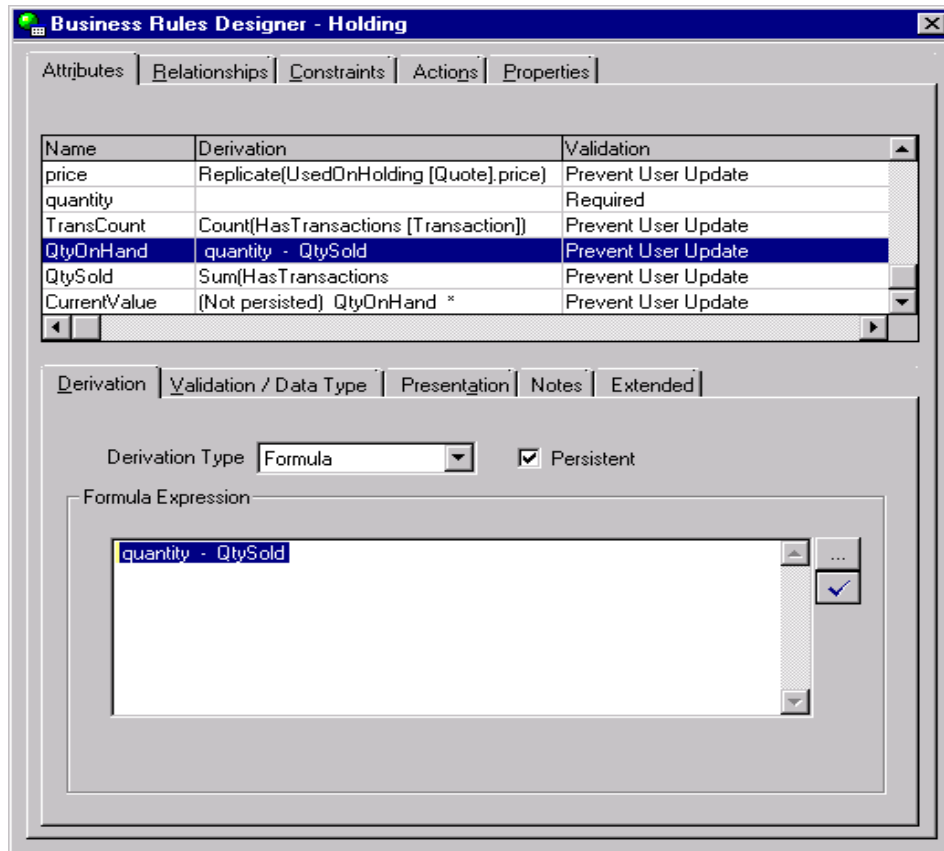 Business Rules Designer - Holding
Attributes Relationships Constraints Actions Properties
Name Derivation Validation
price Replicate(UsedOnHolding [Quote].price) Prevent User Update
quantity Required
TransCount Count(HasTransactions [Transaction]) Prevent User Update
QtyOnHand quantity - QtySold Prevent User Update
QtySold Sum(HasTransactions Prevent User Update
CurrentValue (Not persisted) QtyOnHand * Prevent User Update
Derivation Validation / Data Type Presentation Notes Extended
Derivation Type Formula Persistent
Formula Expression
quantity - QtySold
...